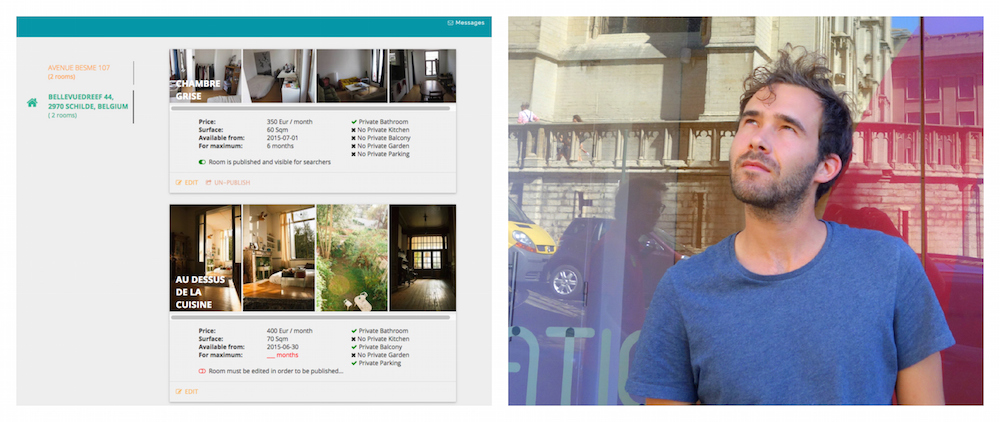 Messages
AVENUE BESME 107
(2 rooms)
BELLEVUEDREEF 44,
2970 SCHILDE, BELGIUM
( 2 rooms)
CHAMBRE
GRISE
Price: 350 Eur / month
Surface: 60 Sqm
Available from: 2015-07-01
For maximum: 6 months
Private Bathroom
No Private Kitchen
No Private Balcony
No Private Garden
No Private Parking
Room is published and visible for searchers
EDIT UN-PUBLISH
AU DESSUS
DE LA
CUISINE
Price: 400 Eur / month
Surface: 70 Sqm
Available from: 2015-06-30
For maximum: ___ months
Private Bathroom
No Private Kitchen
Private Balcony
No Private Garden
Private Parking
Room must be edited in order to be published...
EDIT